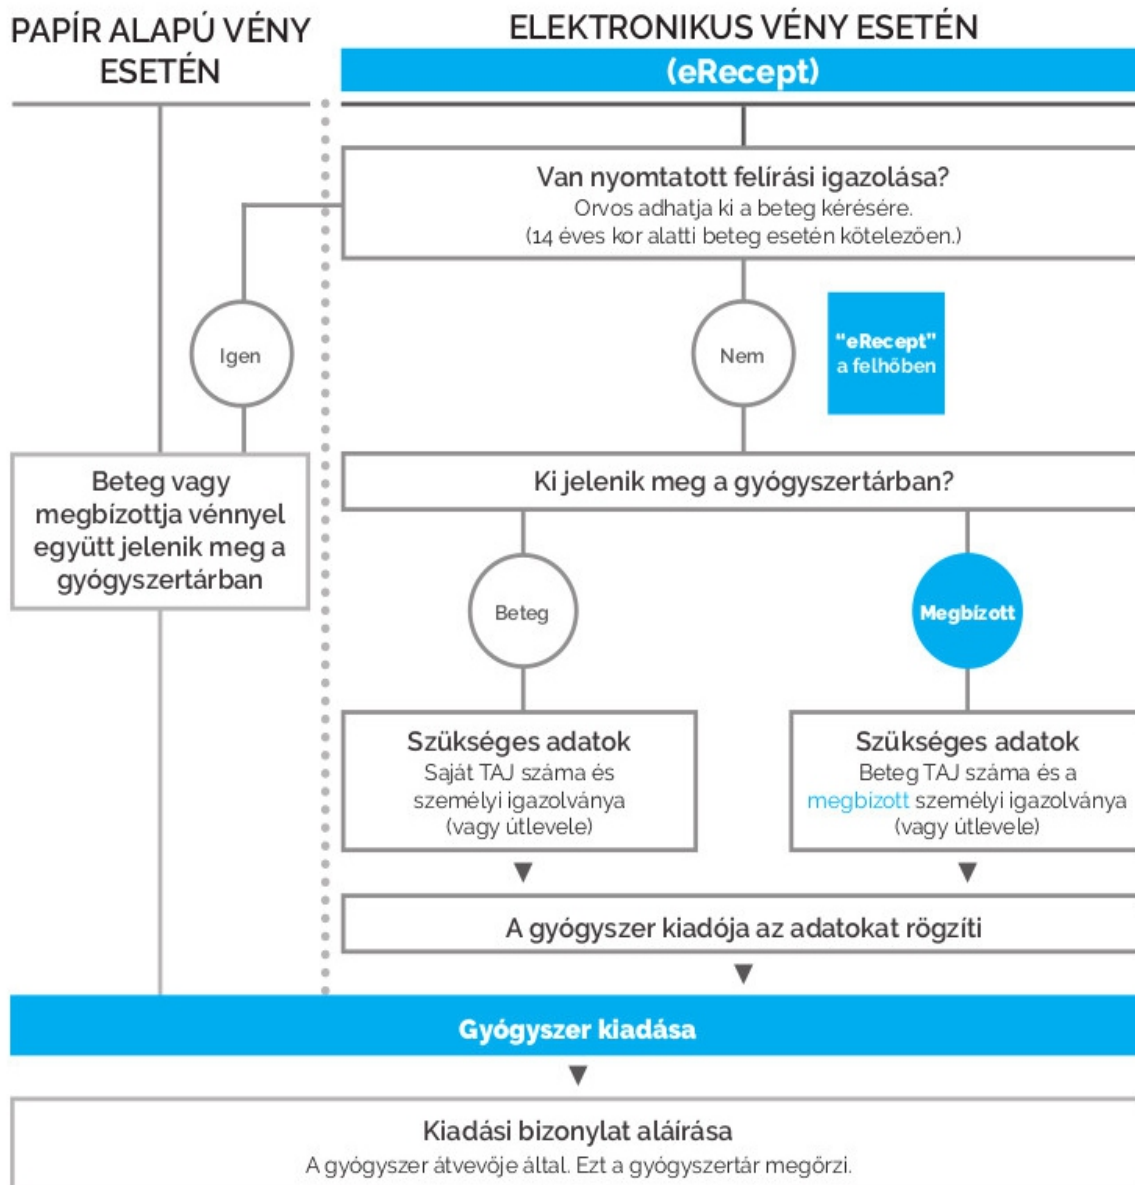 PAPÍR ALAPÚ VÉNY
ESETÉN
ELEKTRONIKUS VÉNY ESETÉN
(eRecept)
Van nyomtatott felírási igazolása?
Orvos adhatja ki a beteg kérésére.
(14 éves kor alatti beteg esetén kötelezően.)
Igen
Nem
"eRecept"
a felhőben
Beteg vagy
megbízottja vénnyel
együtt jelenik meg a
gyógyszertárban
Ki jelenik meg a gyógyszertárban?
Beteg
Megbízott
Szükséges adatok
Saját TAJ száma és
személyi igazolványa
(vagy útlevele)
Szükséges adatok
Beteg TAJ száma és a
megbízott személyi igazolványa
(vagy útlevele)
A gyógyszer kiadója az adatokat rögzíti
Gyógyszer kiadása
Kiadási bizonylat aláírása
A gyógyszer átvevője által. Ezt a gyógyszertár megőrzi.